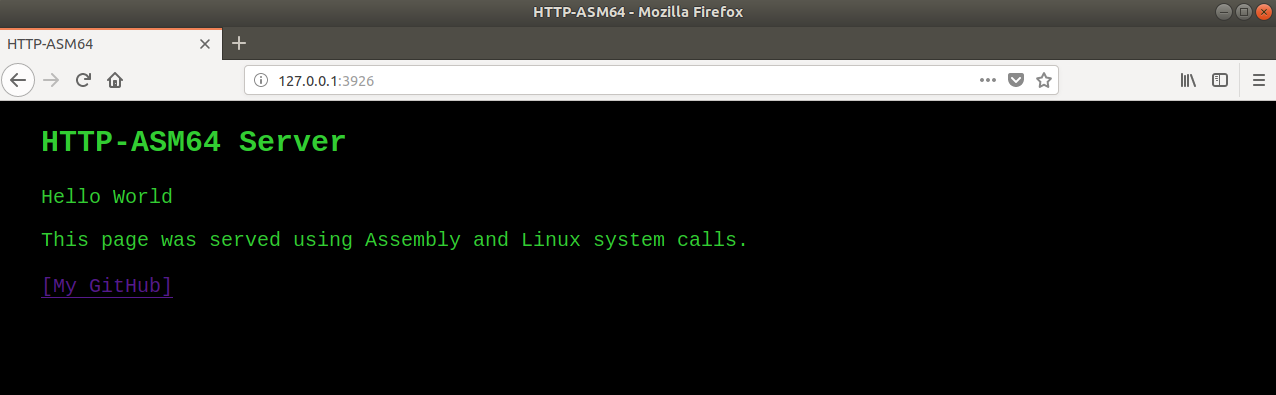 HTTP-ASM64 - Mozilla Firefox
HTTP-ASM64
127.0.0.1:3926
HTTP-ASM64 Server
Hello World
This page was served using Assembly and Linux system calls.
[My GitHub]